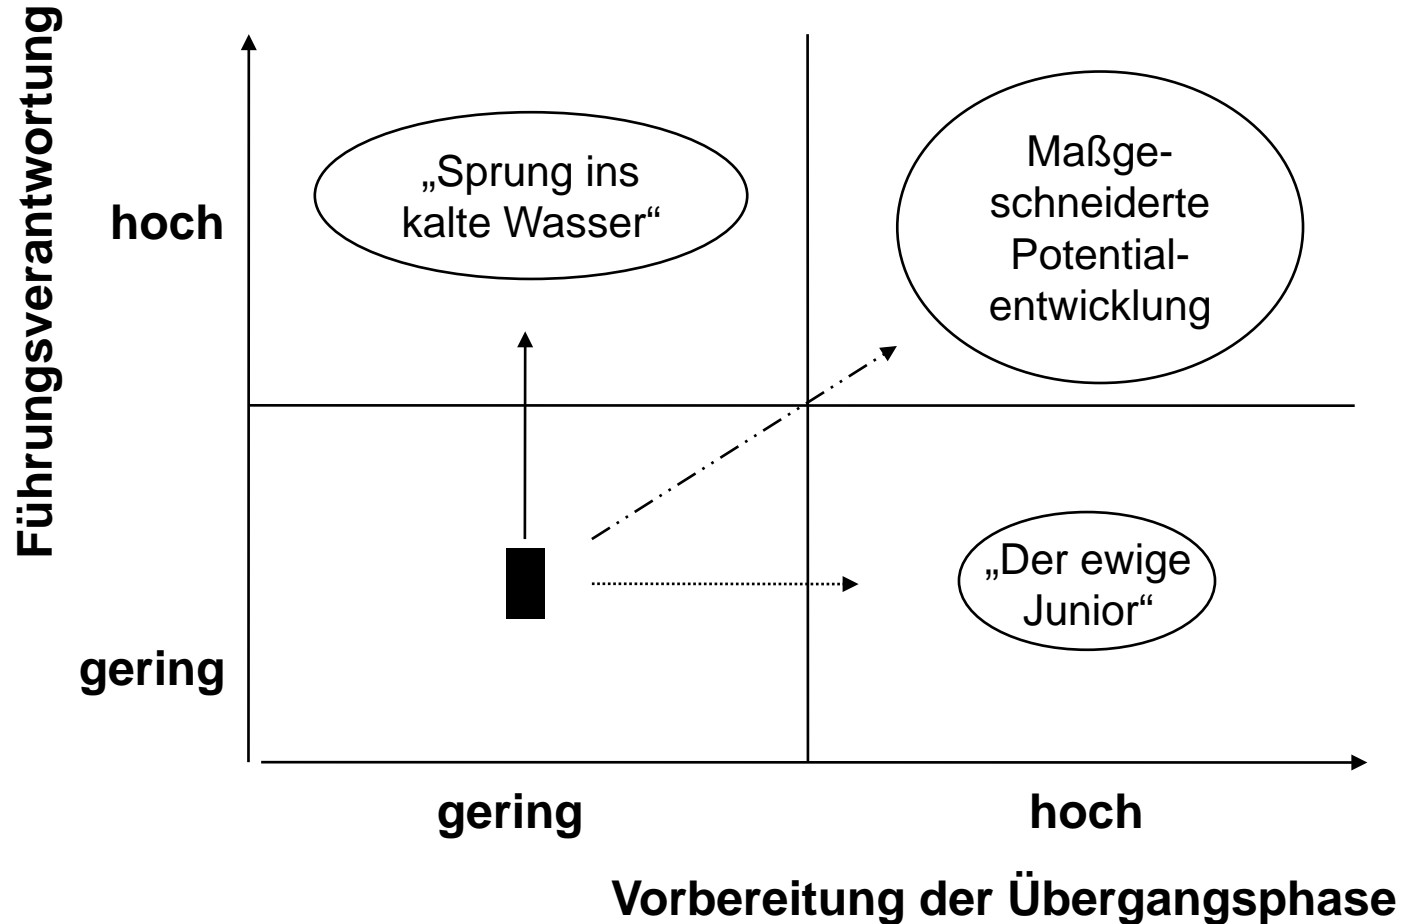 Führungsverantwortung
hoch
gering
„Sprung ins
kalte Wasser“
Maßge-
schneiderte
Potential-
entwicklung
„Der ewige
Junior“
gering
hoch
Vorbereitung der Übergangsphase